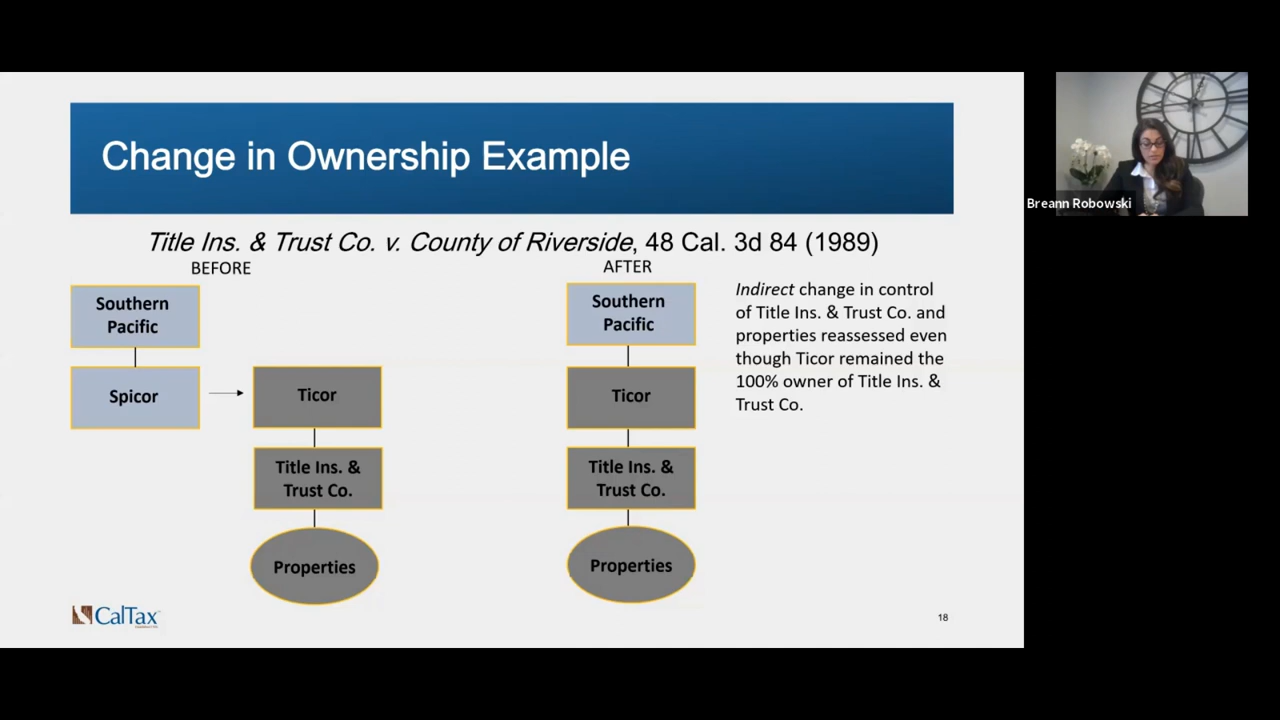 Change in Ownership Example
Title Ins. & Trust Co. v. County of Riverside, 48 Cal. 3d 84 (1989)
BEFORE
Southern
Pacific
Spicor
Ticor
Title Ins. &
Trust Co.
Properties
AFTER
Southern
Pacific
Ticor
Title Ins. &
Trust Co.
Properties
Indirect change in control
of Title Ins. & Trust Co. and
properties reassessed even
though Ticor remained the
100% owner of Title Ins. &
Trust Co.
CalTax
18
Breann Robowski